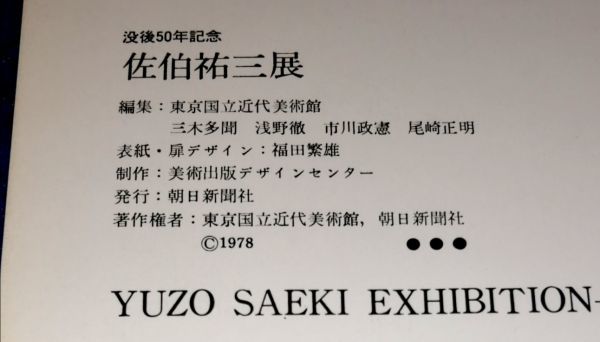 没後50年記念
佐伯祐三展
編集：東京国立近代美術館
三木多聞　浅野徹　市川政憲　尾崎正明
表紙・扉デザイン：福田繁雄
制作：美術出版デザインセンター
発行：朝日新聞社
著作権者：東京国立近代美術館，朝日新聞社
©1978　●●●
YUZO SAEKI EXHIBITION-